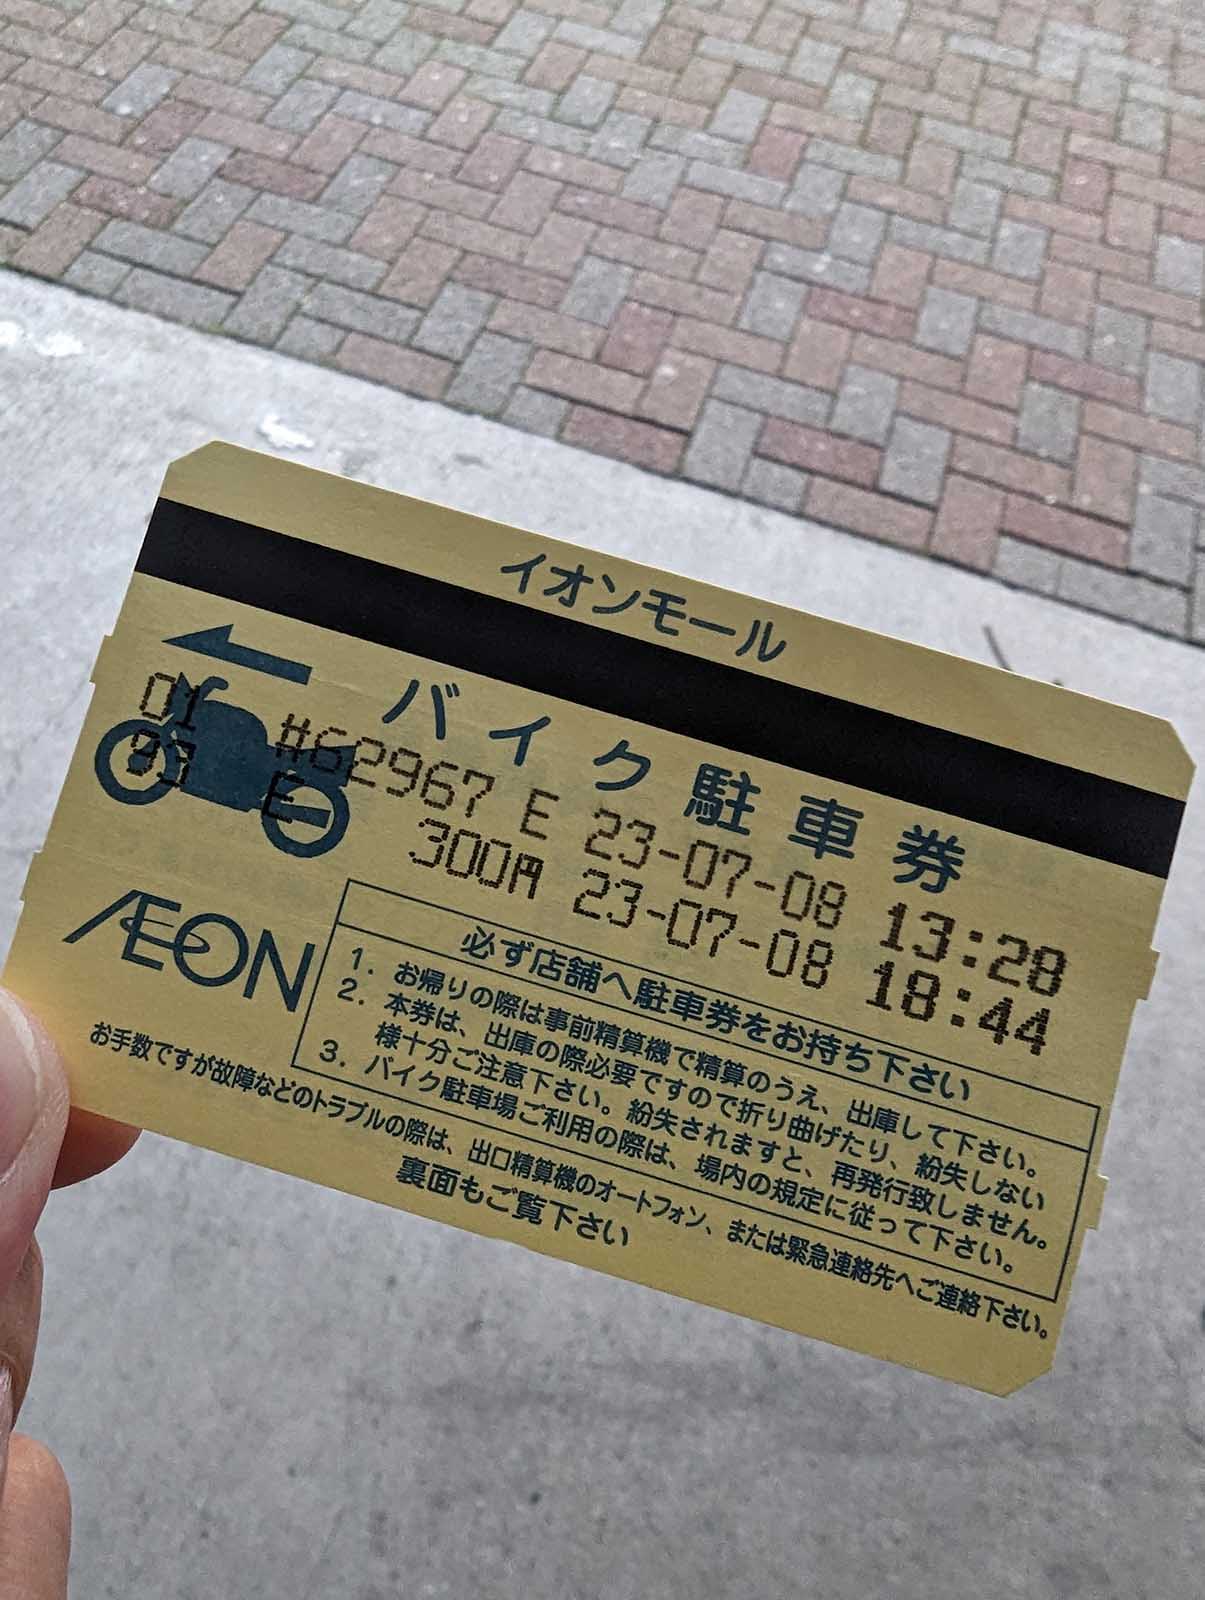 イオンモール
バイク駐車券
01 #62967 E 23-07-08 13:28
93 E 300円 23-07-08 18:44
ÆON
必ず店舗へ駐車券をお持ち下さい
1. お帰りの際は事前精算機で精算のうえ、出庫して下さい。
2. 本券は、出庫の際必要ですので折り曲げたり、紛失しない
様十分ご注意下さい。紛失されますと、再発行致しません。
3. バイク駐車場ご利用の際は、場内の規定に従って下さい。
お手数ですが故障などのトラブルの際は、出口精算機のオートフォン、または緊急連絡先へご連絡下さい。
裏面もご覧下さい